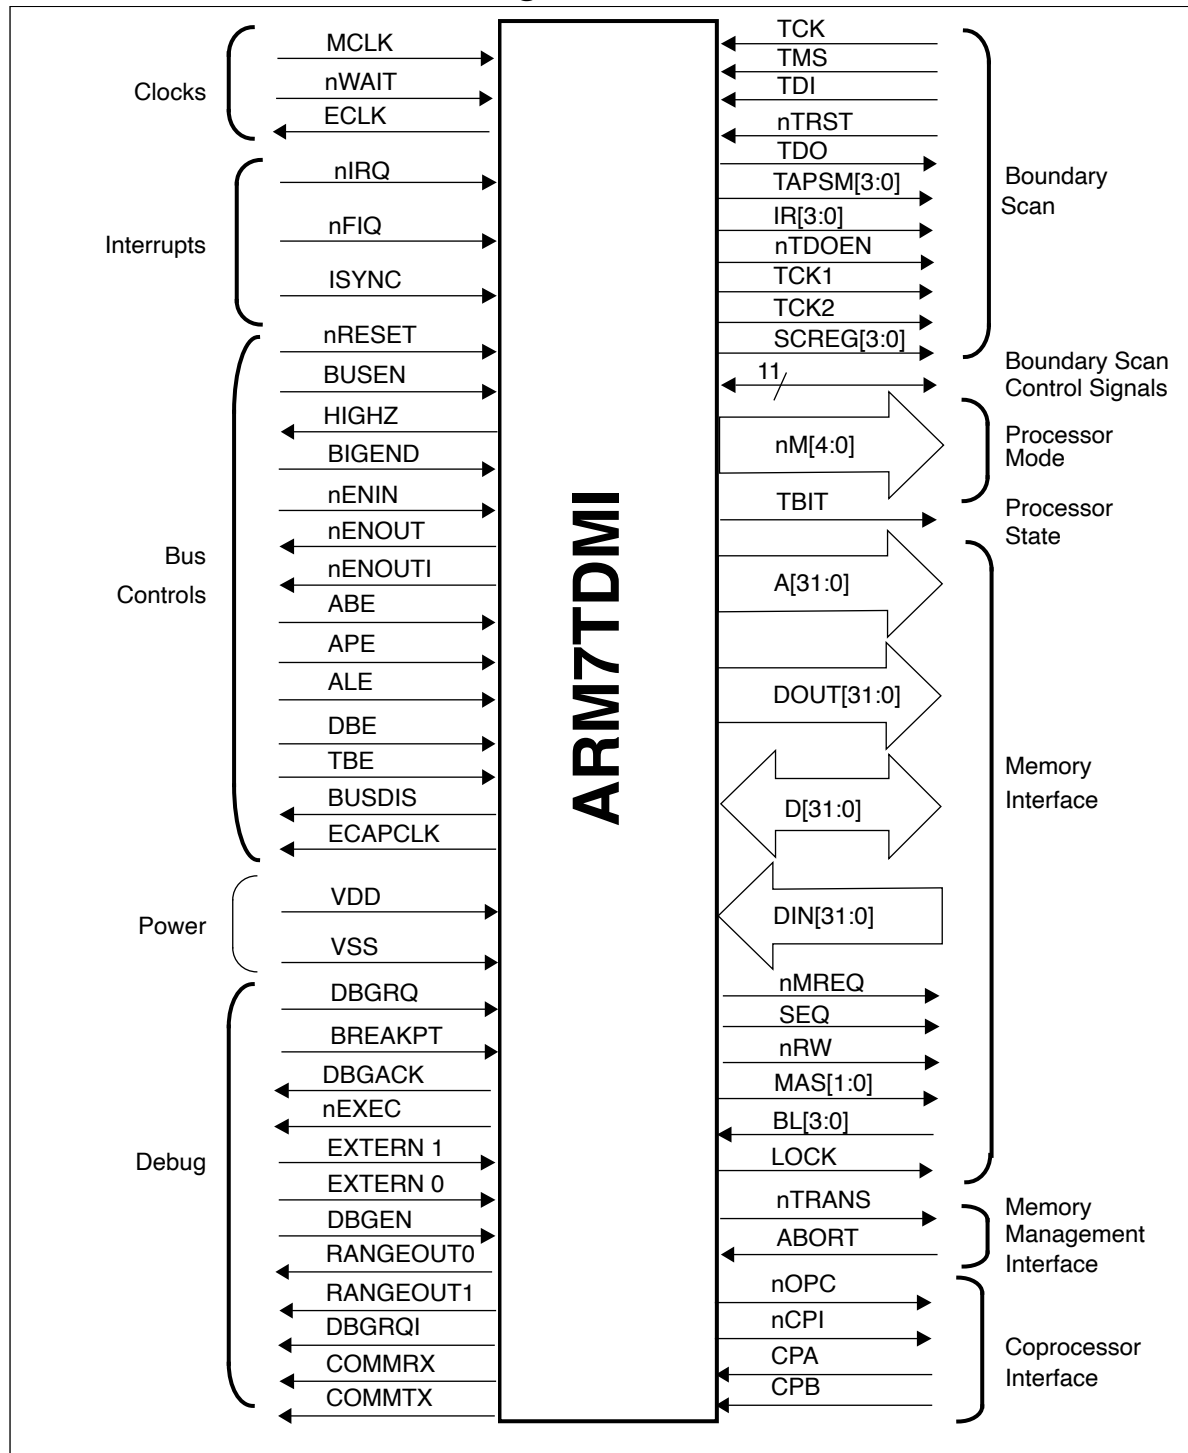 MCLK
nWAIT
ECLK
Clocks
nIRQ
nFIQ
ISYNC
Interrupts
nRESET
BUSEN
HIGHZ
BIGEND
nENIN
nENOUT
nENOUTI
ABE
APE
ALE
DBE
TBE
BUSDIS
ECAPCLK
Bus
Controls
VDD
VSS
Power
DBGRQ
BREAKPT
DBGACK
nEXEC
EXTERN 1
EXTERN 0
DBGEN
RANGEOUT0
RANGEOUT1
DBGRQI
COMMRX
COMMTX
Debug
ARM7TDMI
TCK
TMS
TDI
nTRST
TDO
TAPSM[3:0]
IR[3:0]
nTDOEN
TCK1
TCK2
SCREG[3:0]
Boundary
Scan
11
Boundary Scan
Control Signals
nM[4:0]
Processor
Mode
TBIT
Processor
State
A[31:0]
DOUT[31:0]
D[31:0]
DIN[31:0]
nMREQ
SEQ
nRW
MAS[1:0]
BL[3:0]
LOCK
Memory
Interface
nTRANS
ABORT
Memory
Management
Interface
nOPC
nCPI
CPA
CPB
Coprocessor
Interface